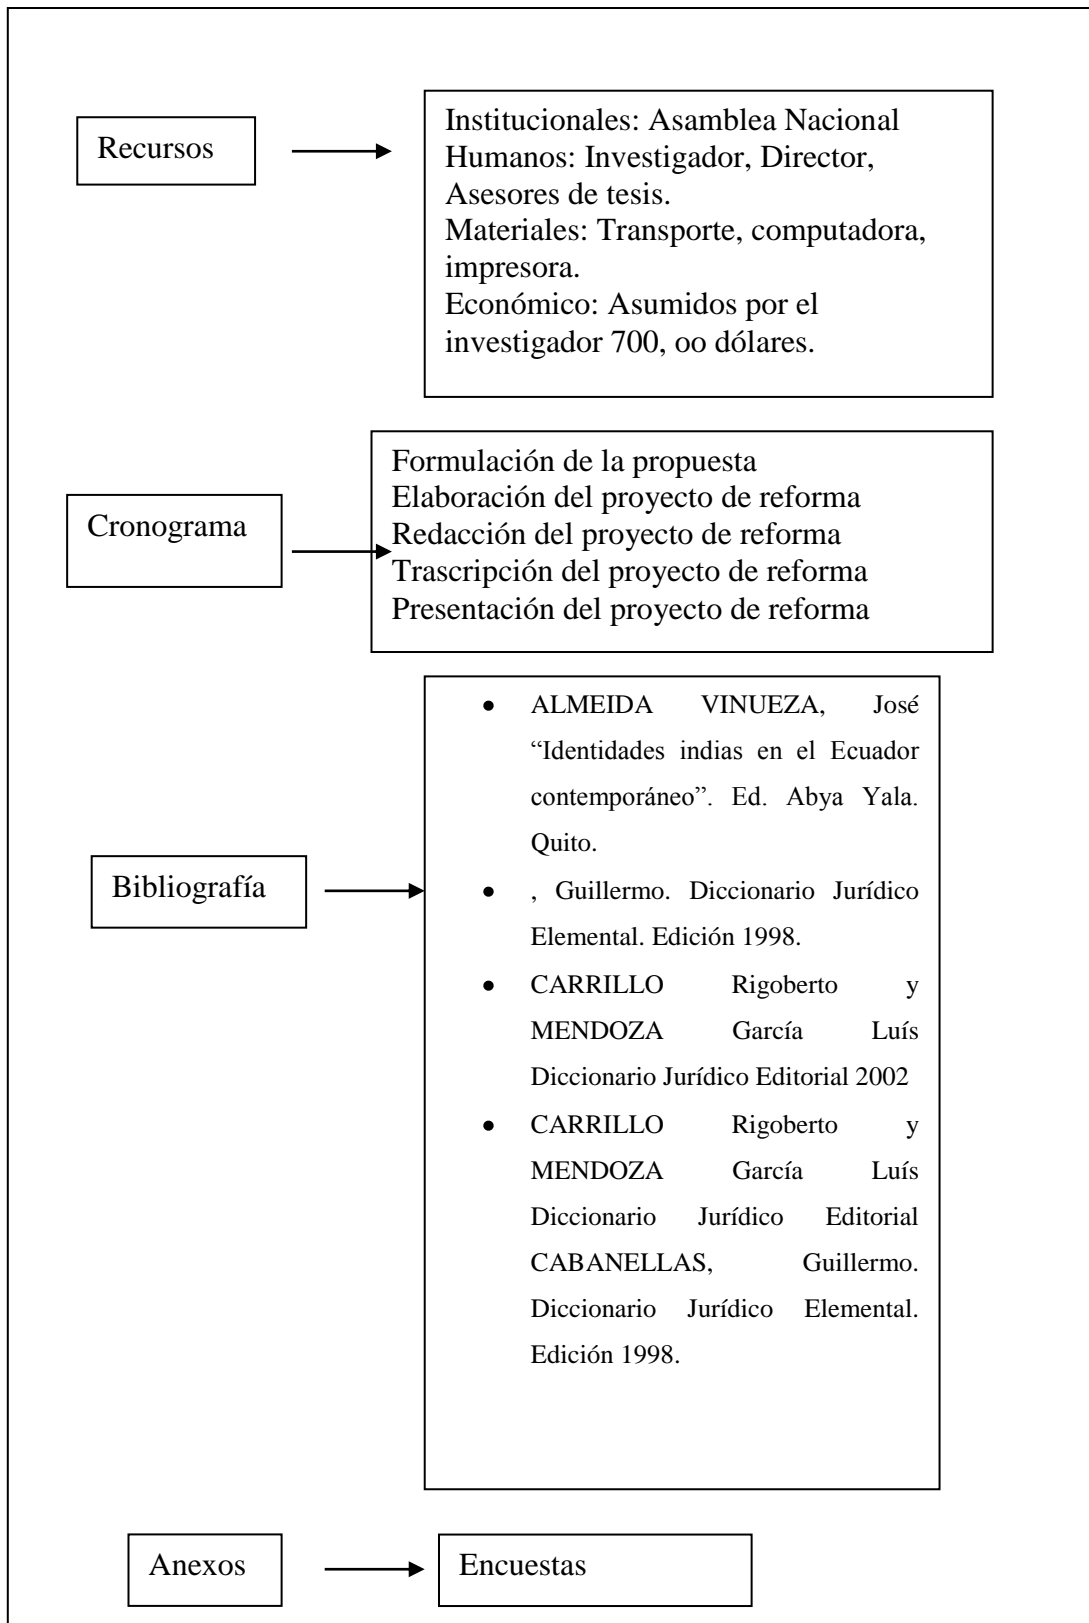 Recursos
Institucionales: Asamblea Nacional
Humanos: Investigador, Director,
Asesores de tesis.
Materiales: Transporte, computadora,
impresora.
Económico: Asumidos por el
investigador 700, oo dólares.
Cronograma
Formulación de la propuesta
Elaboración del proyecto de reforma
Redacción del proyecto de reforma
Trascripción del proyecto de reforma
Presentación del proyecto de reforma
Bibliografía
● ALMEIDA VINUEZA, José
“Identidades indias en el Ecuador
contemporáneo”. Ed. Abya Yala.
Quito.
● , Guillermo. Diccionario Jurídico
Elemental. Edición 1998.
● CARRILLO Rigoberto y
MENDOZA García Luís
Diccionario Jurídico Editorial 2002
● CARRILLO Rigoberto y
MENDOZA García Luís
Diccionario Jurídico Editorial
CABANELLAS, Guillermo.
Diccionario Jurídico Elemental.
Edición 1998.
Anexos
Encuestas